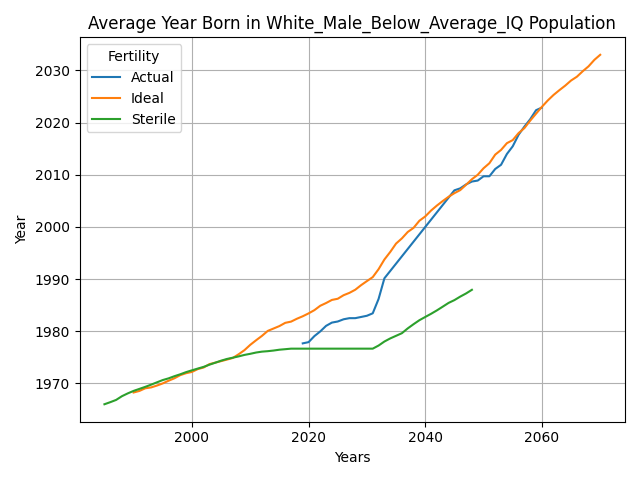 Average Year Born in White_Male_Below_Average_IQ Population
Fertility
Actual
Ideal
Sterile
Year
2030
2020
2010
2000
1990
1980
1970
2000
2020
2040
2060
Years